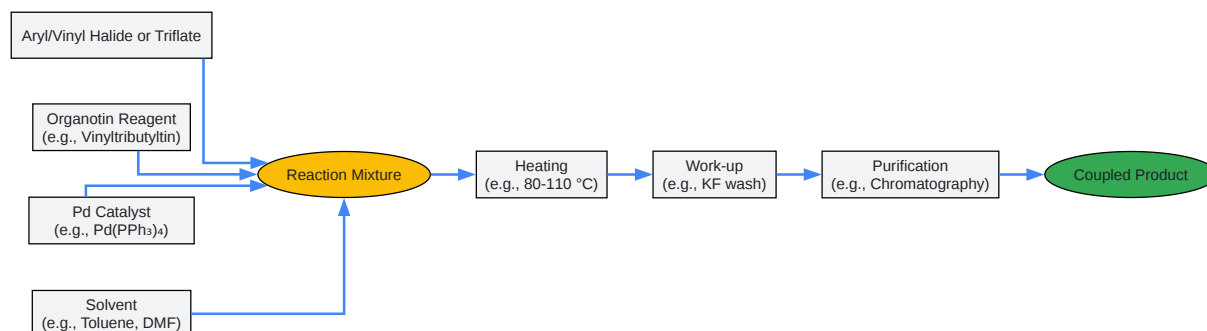 Aryl/Vinyl Halide or Triflate
Organotin Reagent
(e.g., Vinyltributyltin)
Pd Catalyst
(e.g., Pd(PPh₃)₄)
Solvent
(e.g., Toluene, DMF)
Reaction Mixture
Heating
(e.g., 80-110 °C)
Work-up
(e.g., KF wash)
Purification
(e.g., Chromatography)
Coupled Product